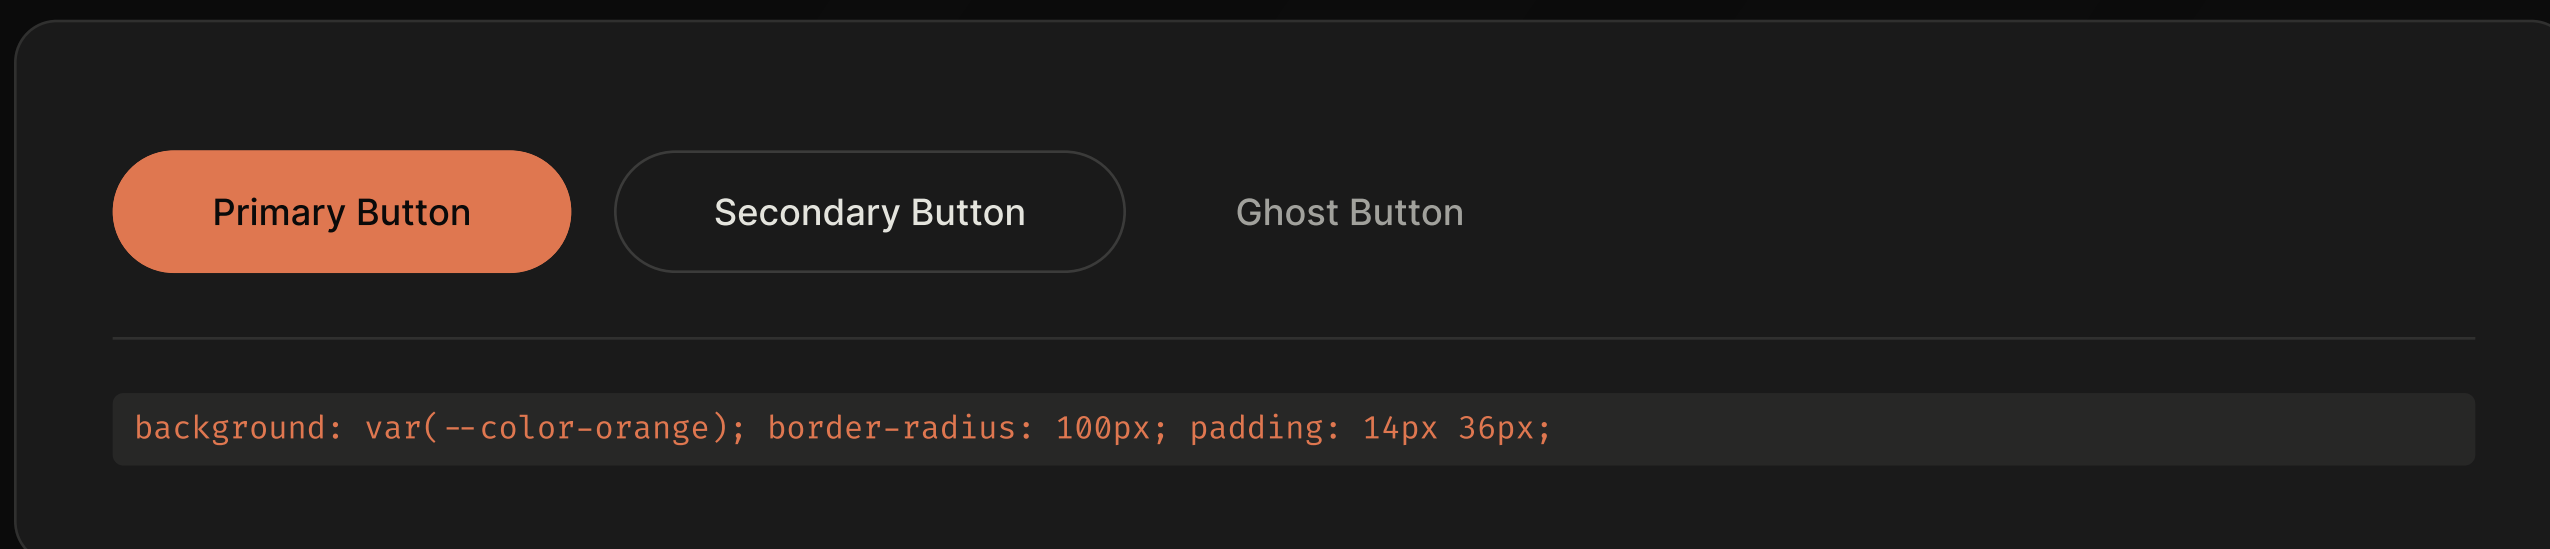 Primary Button
Secondary Button
Ghost Button
background: var(--color-orange); border-radius: 100px; padding: 14px 36px;